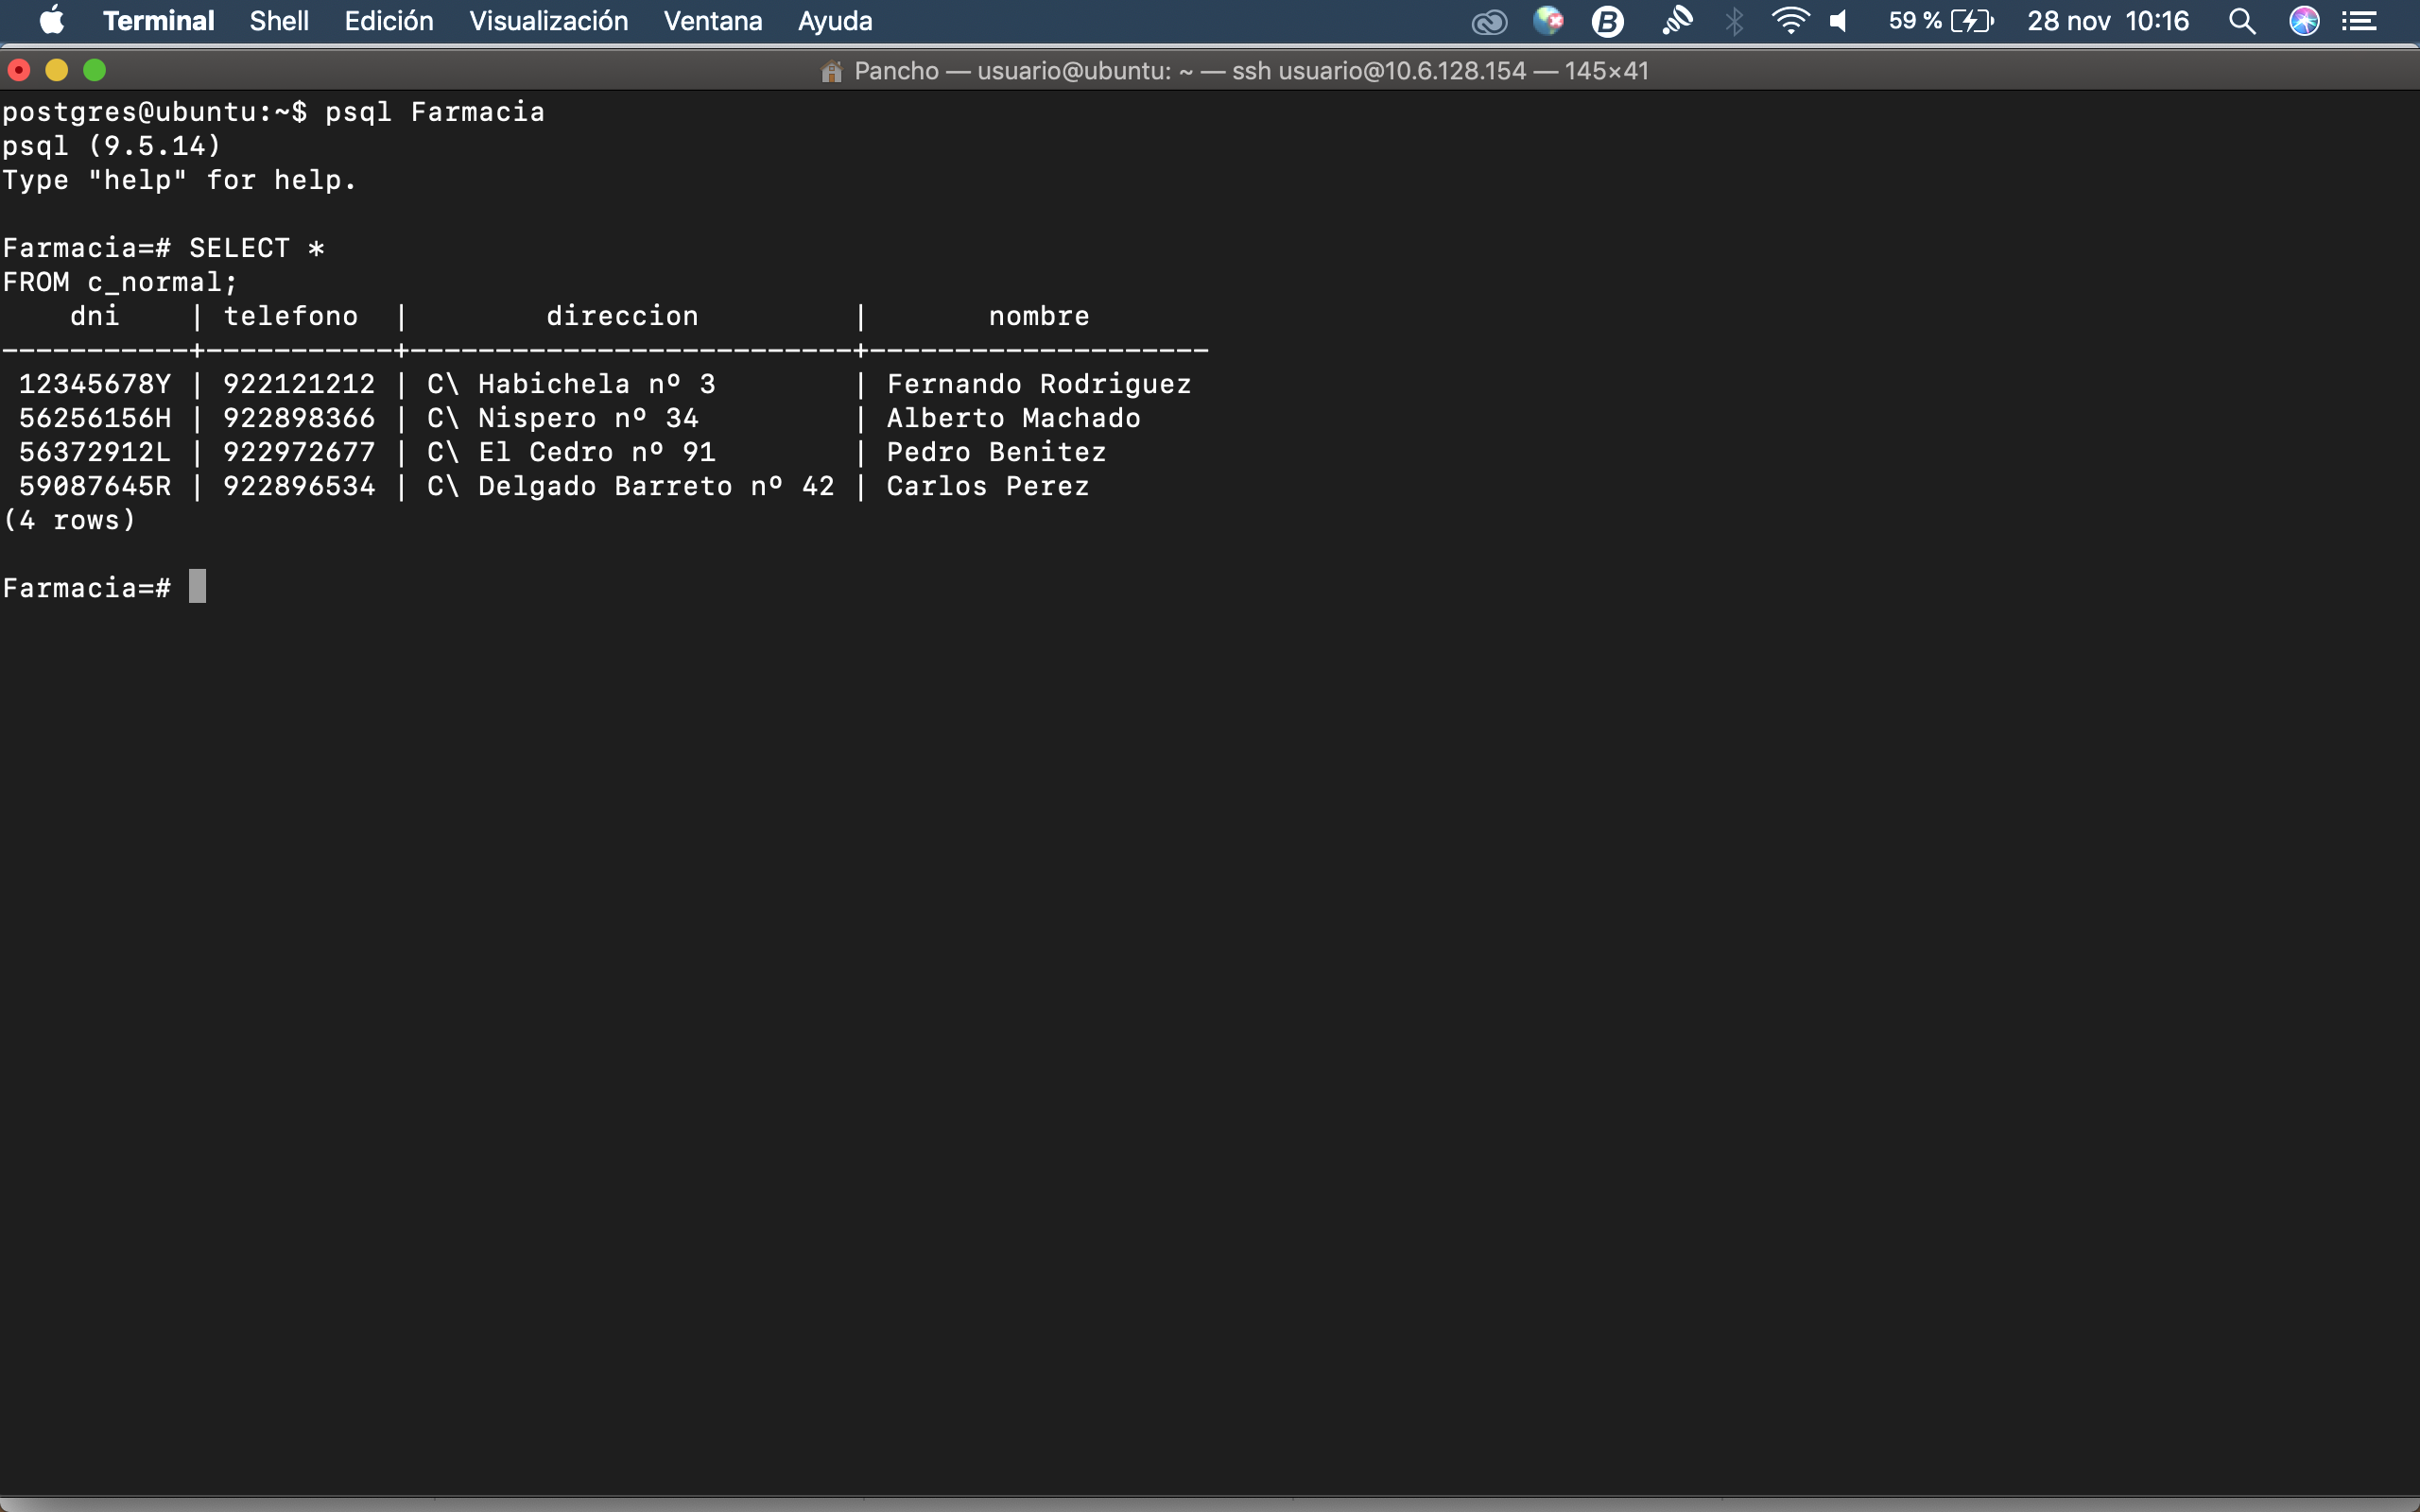 Terminal Shell Edición Visualización Ventana Ayuda B 59 % 28 nov 10:16
Pancho — usuario@ubuntu: ~ — ssh usuario@10.6.128.154 — 145×41
postgres@ubuntu:~$ psql Farmacia
psql (9.5.14)
Type "help" for help.
Farmacia=# SELECT *
FROM c_normal;
    dni    | telefono  |        direccion         |       nombre
-----------+-----------+--------------------------+--------------------
 12345678Y | 922121212 | C\ Habichela nº 3        | Fernando Rodriguez
 56256156H | 922898366 | C\ Nispero nº 34         | Alberto Machado
 56372912L | 922972677 | C\ El Cedro nº 91        | Pedro Benitez
 59087645R | 922896534 | C\ Delgado Barreto nº 42 | Carlos Perez
(4 rows)
Farmacia=#